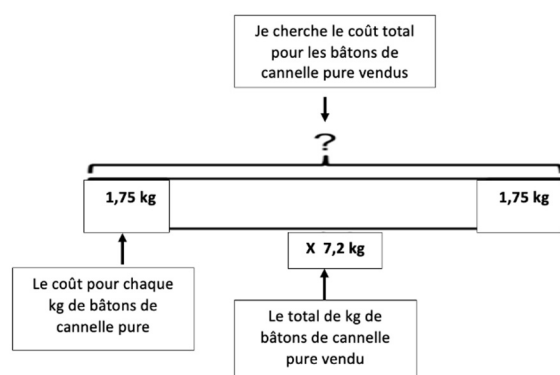 Je cherche le coût total
pour les bâtons de
cannelle pure vendus
?
1,75 kg
1,75 kg
X 7,2 kg
Le coût pour chaque
kg de bâtons de
cannelle pure
Le total de kg de
bâtons de cannelle
pure vendu